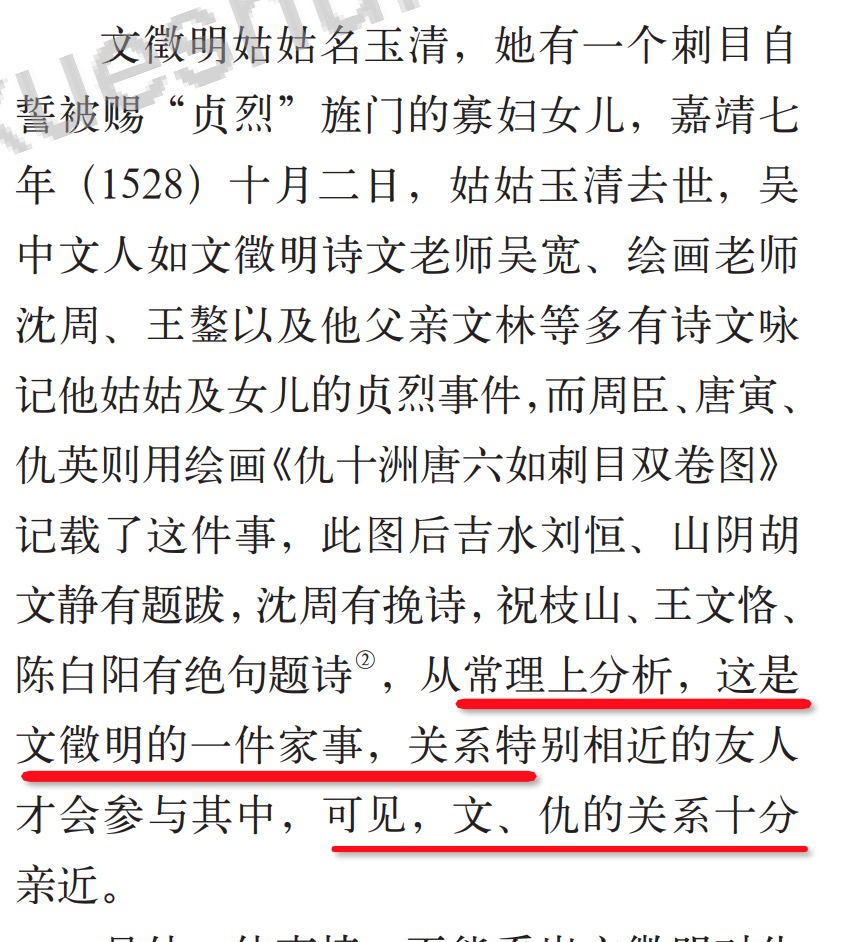 xueshu
文徵明姑姑名玉清，她有一个刺目自
誓被赐“贞烈”旌门的寡妇女儿，嘉靖七
年（1528）十月二日，姑姑玉清去世，吴
中文人如文徵明诗文老师吴宽、绘画老师
沈周、王鏊以及他父亲文林等多有诗文咏
记他姑姑及女儿的贞烈事件，而周臣、唐寅、
仇英则用绘画《仇十洲唐六如刺目双卷图》
记载了这件事，此图后吉水刘恒、山阴胡
文静有题跋，沈周有挽诗，祝枝山、王文恪、
陈白阳有绝句题诗②，从常理上分析，这是
文徵明的一件家事，关系特别相近的友人
才会参与其中，可见，文、仇的关系十分
亲近。